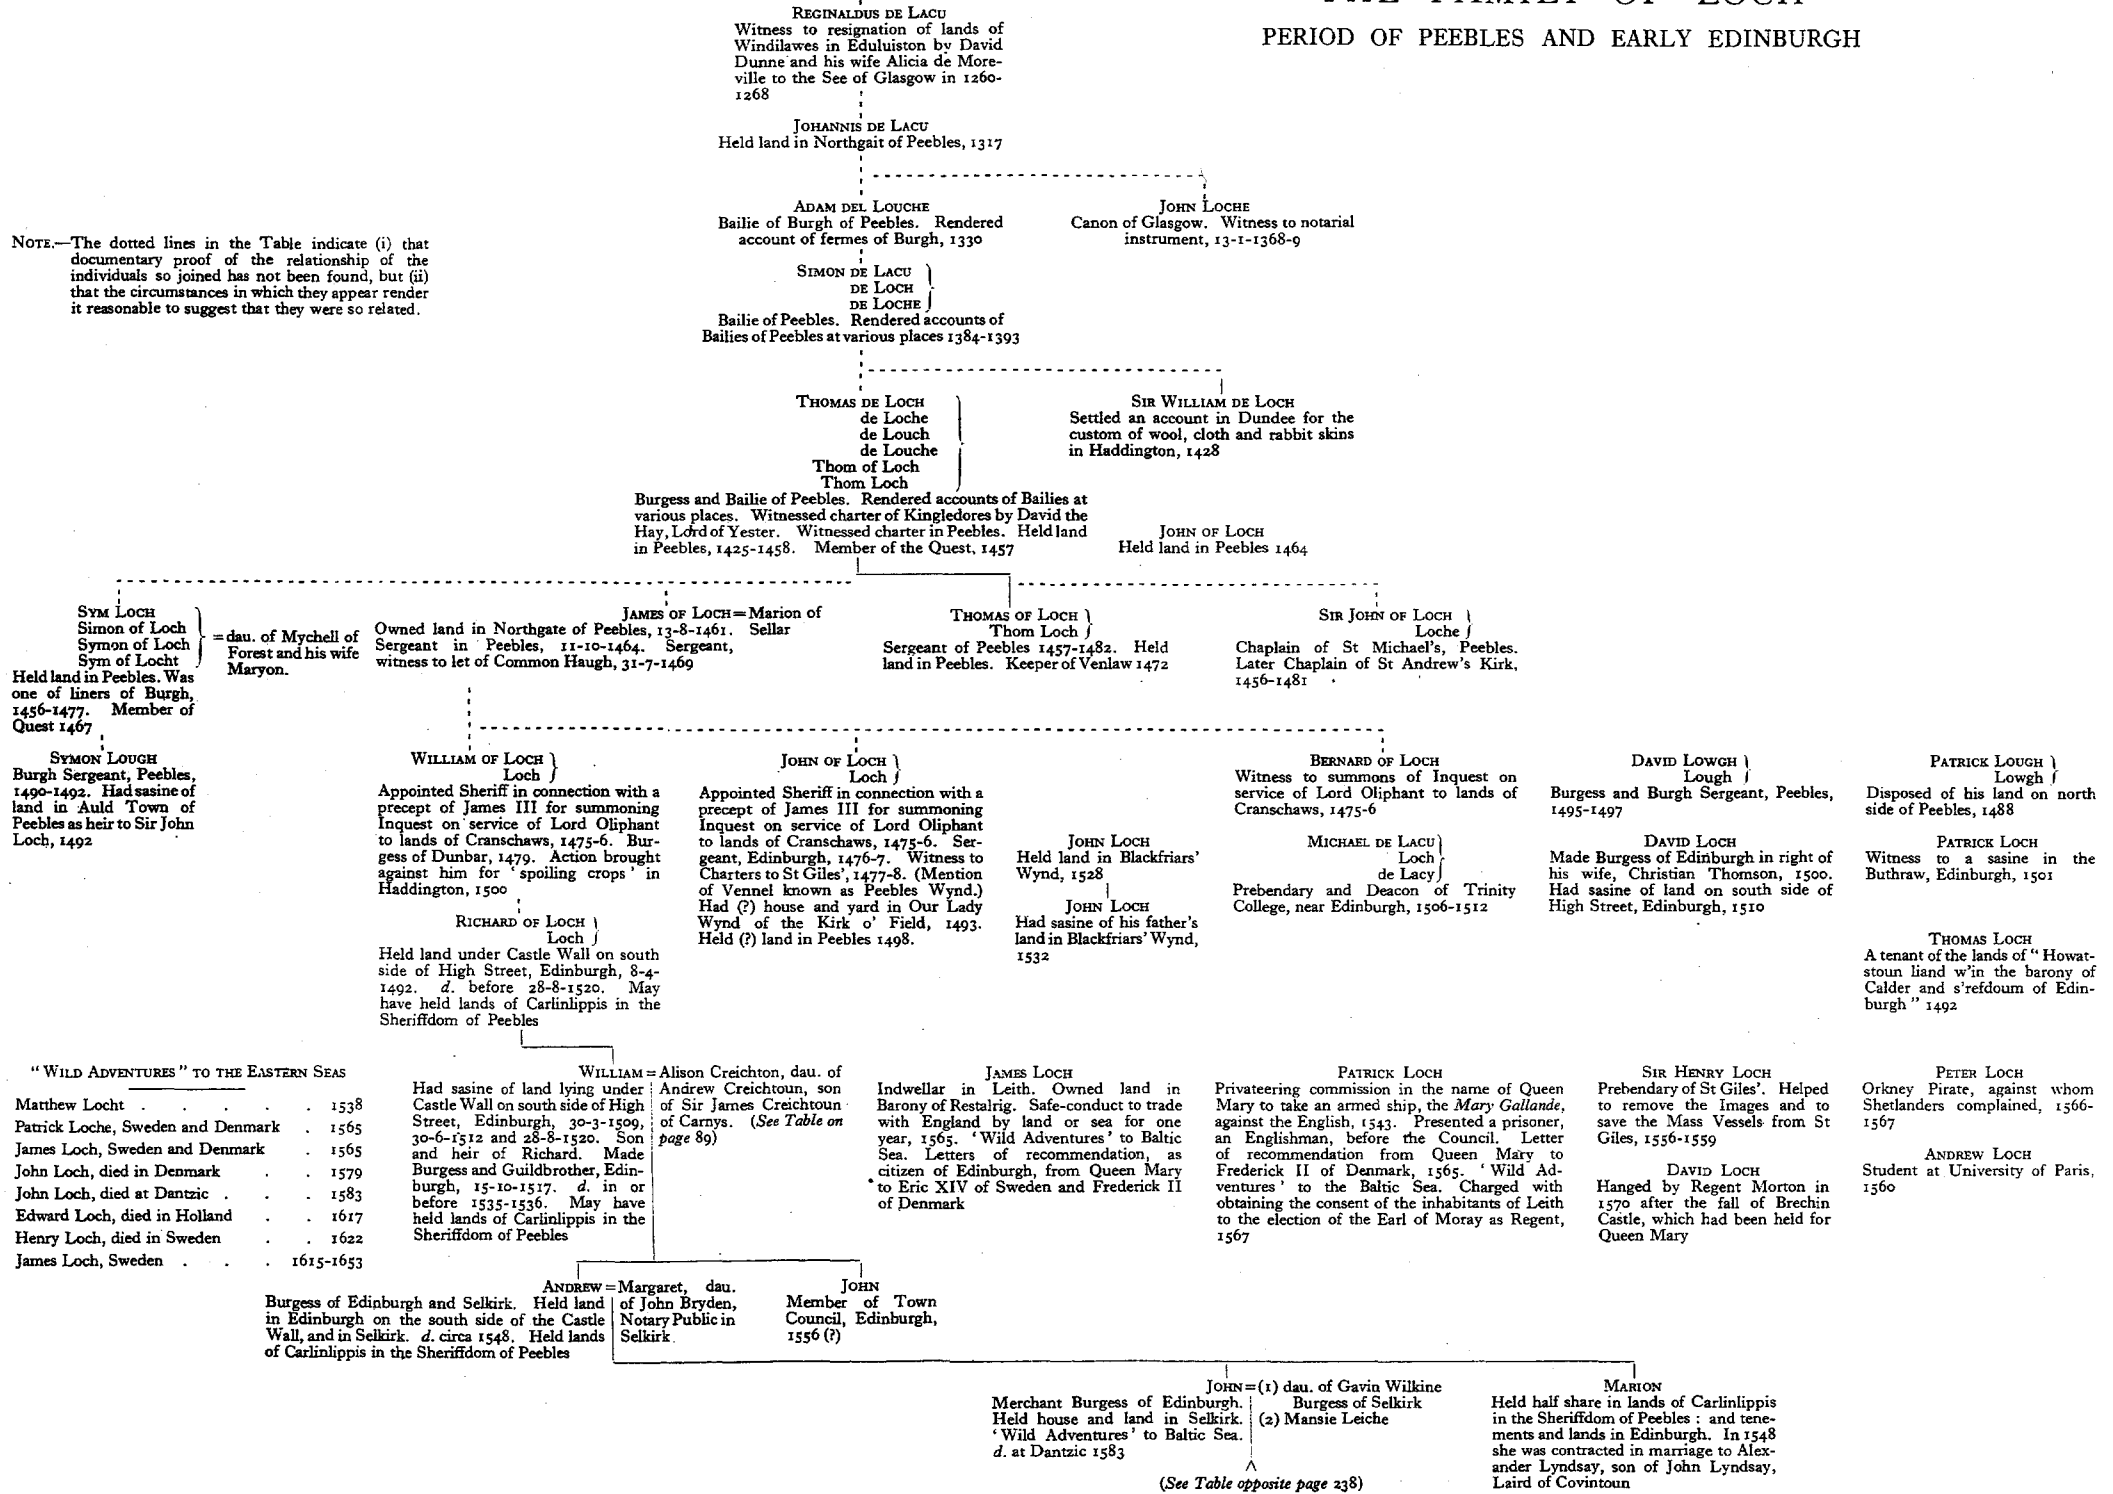 THE FAMILY OF LOCH
PERIOD OF PEEBLES AND EARLY EDINBURGH
REGINALDUS DE LACU
Witness to resignation of lands of
Windilawes in Eduluiston by David
Dunne and his wife Alicia de More-
ville to the See of Glasgow in 1260-
1268
JOHANNIS DE LACU
Held land in Northgait of Peebles, 1317
ADAM DEL LOUCHE
Bailie of Burgh of Peebles. Rendered
account of fermes of Burgh, 1330
JOHN LOCHE
Canon of Glasgow. Witness to notarial
instrument, 13-1-1368-9
NOTE.—The dotted lines in the Table indicate (i) that
documentary proof of the relationship of the
individuals so joined has not been found, but (ii)
that the circumstances in which they appear render
it reasonable to suggest that they were so related.
SIMON DE LACU
DE LOCH
DE LOCHE
Bailie of Peebles. Rendered accounts of
Bailies of Peebles at various places 1384-1393
THOMAS DE LOCH
de Loche
de Louch
de Louche
Thom of Loch
Thom Loch
Burgess and Bailie of Peebles. Rendered accounts of Bailies at
various places. Witnessed charter of Kingledores by David the
Hay, Lord of Yester. Witnessed charter in Peebles. Held land
in Peebles, 1425-1458. Member of the Quest, 1457
SIR WILLIAM DE LOCH
Settled an account in Dundee for the
custom of wool, cloth and rabbit skins
in Haddington, 1428
JOHN OF LOCH
Held land in Peebles 1464
SYM LOCH
Simon of Loch
Symon of Loch
Sym of Locht
=dau. of Mychell of
Forest and his wife
Maryon.
Held land in Peebles. Was
one of liners of Burgh,
1456-1477. Member of
Quest 1467
JAMES OF LOCH=Marion of
Sellar
Owned land in Northgate of Peebles, 13-8-1461.
Sergeant in Peebles, 11-10-1464. Sergeant,
witness to let of Common Haugh, 31-7-1469
THOMAS OF LOCH
Thom Loch
Sergeant of Peebles 1457-1482. Held
land in Peebles. Keeper of Venlaw 1472
SIR JOHN OF LOCH
Loche
Chaplain of St Michael's, Peebles.
Later Chaplain of St Andrew's Kirk,
1456-1481
SYMON LOUGH
Burgh Sergeant, Peebles,
1490-1492. Had sasine of
land in Auld Town of
Peebles as heir to Sir John
Loch, 1492
WILLIAM OF LOCH
Loch
Appointed Sheriff in connection with a
precept of James III for summoning
Inquest on service of Lord Oliphant
to lands of Cranschaws, 1475-6. Bur-
gess of Dunbar, 1479. Action brought
against him for 'spoiling crops' in
Haddington, 1500
JOHN OF LOCH
Loch
Appointed Sheriff in connection with a
precept of James III for summoning
Inquest on service of Lord Oliphant
to lands of Cranschaws, 1475-6. Ser-
geant, Edinburgh, 1476-7. Witness to
Charters to St Giles', 1477-8. (Mention
of Vennel known as Peebles Wynd.)
Had (?) house and yard in Our Lady
Wynd of the Kirk o' Field, 1493.
Held (?) land in Peebles 1498.
BERNARD OF LOCH
Witness to summons of Inquest on
service of Lord Oliphant to lands of
Cranschaws, 1475-6
DAVID LOWGH
Lough
Burgess and Burgh Sergeant, Peebles,
1495-1497
PATRICK LOUGH
Lowgh
Disposed of his land on north
side of Peebles, 1488
JOHN LOCH
Held land in Blackfriars'
Wynd, 1528
JOHN LOCH
Had sasine of his father's
land in Blackfriars' Wynd,
1532
MICHAEL DE LACU
Loch
de Lacy
Prebendary and Deacon of Trinity
College, near Edinburgh, 1506-1512
DAVID LOCH
Made Burgess of Edinburgh in right of
his wife, Christian Thomson, 1500.
Had sasine of land on south side of
High Street, Edinburgh, 1510
PATRICK LOCH
Witness to a sasine in the
Buthraw, Edinburgh, 1501
RICHARD OF LOCH
Loch
Held land under Castle Wall on south
side of High Street, Edinburgh, 8-4-
1492. d. before 28-8-1520. May
have held lands of Carlinlippis in the
Sheriffdom of Peebles
THOMAS LOCH
A tenant of the lands of "Howat-
stoun liand w'in the barony of
Calder and s'refdoum of Edin-
burgh" 1492
"WILD ADVENTURES" TO THE EASTERN SEAS
Matthew Locht . . . . . 1538
Patrick Loche, Sweden and Denmark . 1565
James Loch, Sweden and Denmark . 1565
John Loch, died in Denmark . . 1579
John Loch, died at Dantzic . . . 1583
Edward Loch, died in Holland . . 1617
Henry Loch, died in Sweden . . 1622
James Loch, Sweden . . . 1615-1653
WILLIAM=Alison Creichton, dau. of
Andrew Creichtoun, son
of Sir James Creichtoun
of Carnys. (See Table on
page 89)
Had sasine of land lying under
Castle Wall on south side of High
Street, Edinburgh, 30-3-1509,
30-6-1512 and 28-8-1520. Son
and heir of Richard. Made
Burgess and Guildbrother, Edin-
burgh, 15-10-1517. d. in or
before 1535-1536. May have
held lands of Carlinlippis in the
Sheriffdom of Peebles
JAMES LOCH
Indwellar in Leith. Owned land in
Barony of Restalrig. Safe-conduct to trade
with England by land or sea for one
year, 1565. 'Wild Adventures' to Baltic
Sea. Letters of recommendation, as
citizen of Edinburgh, from Queen Mary
to Eric XIV of Sweden and Frederick II
of Denmark
PATRICK LOCH
Privateering commission in the name of Queen
Mary to take an armed ship, the Mary Gallande,
against the English, 1543. Presented a prisoner,
an Englishman, before the Council. Letter
of recommendation from Queen Mary to
Frederick II of Denmark, 1565. 'Wild Ad-
ventures' to the Baltic Sea. Charged with
obtaining the consent of the inhabitants of Leith
to the election of the Earl of Moray as Regent,
1567
SIR HENRY LOCH
Prebendary of St Giles'. Helped
to remove the Images and to
save the Mass Vessels from St
Giles, 1556-1559
DAVID LOCH
Hanged by Regent Morton in
1570 after the fall of Brechin
Castle, which had been held for
Queen Mary
PETER LOCH
Orkney Pirate, against whom
Shetlanders complained, 1566-
1567
ANDREW LOCH
Student at University of Paris,
1560
ANDREW=Margaret, dau.
of John Bryden,
Notary Public in
Selkirk.
Burgess of Edinburgh and Selkirk. Held land
in Edinburgh on the south side of the Castle
Wall, and in Selkirk. d. circa 1548. Held lands
of Carlinlippis in the Sheriffdom of Peebles
JOHN
Member of Town
Council, Edinburgh,
1556 (?)
JOHN=(1) dau. of Gavin Wilkine
Burgess of Selkirk
(2) Mansie Leiche
Merchant Burgess of Edinburgh.
Held house and land in Selkirk.
'Wild Adventures' to Baltic Sea.
d. at Dantzic 1583
(See Table opposite page 238)
MARION
Held half share in lands of Carlinlippis
in the Sheriffdom of Peebles : and tene-
ments and lands in Edinburgh. In 1548
she was contracted in marriage to Alex-
ander Lyndsay, son of John Lyndsay,
Laird of Covintoun